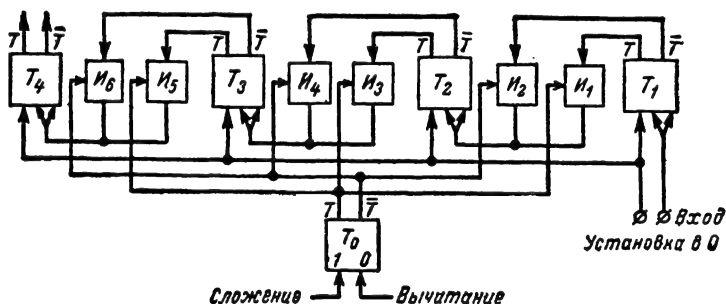 T T̅ T T̅ T T̅ T T̅
T₄ И₆ И₅ T₃ И₄ И₃ T₂ И₂ И₁ T₁
T T̅
Вход
T₀
Установка в 0
1 0
Сложение Вычитание